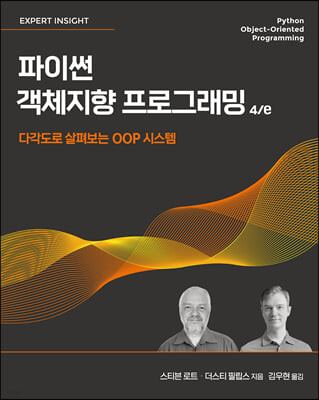 EXPERT INSIGHT
Python
Object-Oriented
Programming
파이썬
객체지향 프로그래밍 4/e
다각도로 살펴보는 OOP 시스템
스티븐 로트 · 더스티 필립스 지음 김우현 옮김